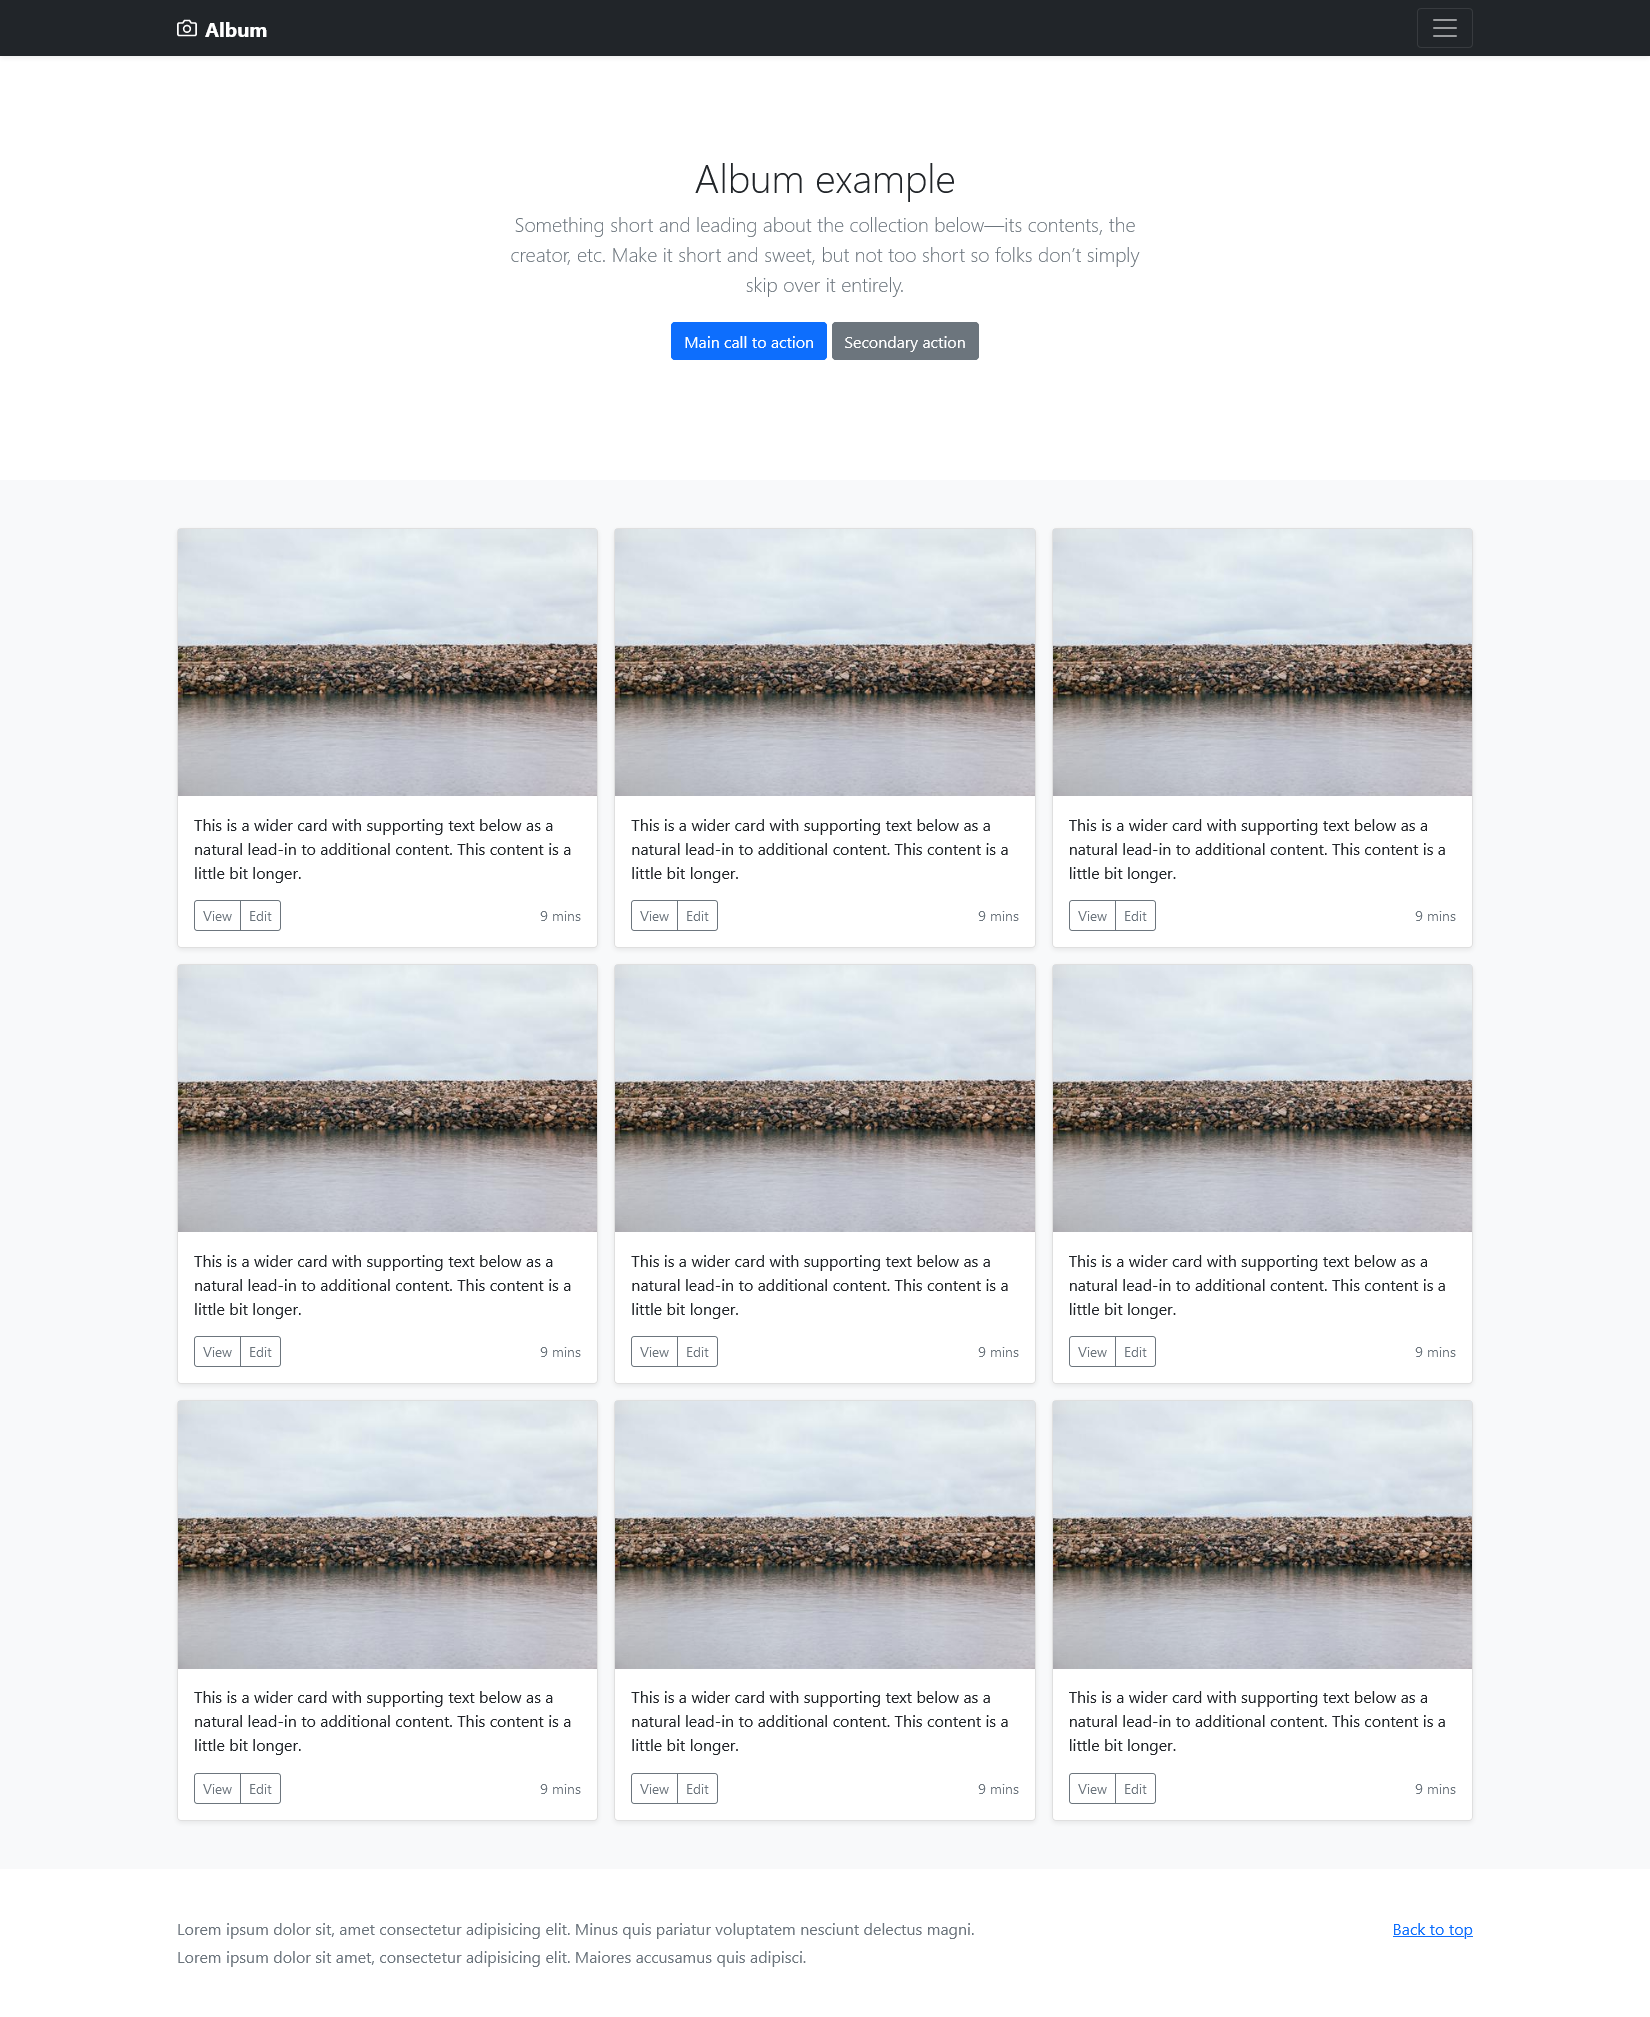 Album
Album example
Something short and leading about the collection below—its contents, the
creator, etc. Make it short and sweet, but not too short so folks don’t simply
skip over it entirely.
Main call to action Secondary action
This is a wider card with supporting text below as a
natural lead-in to additional content. This content is a
little bit longer.
View Edit 9 mins
This is a wider card with supporting text below as a
natural lead-in to additional content. This content is a
little bit longer.
View Edit 9 mins
This is a wider card with supporting text below as a
natural lead-in to additional content. This content is a
little bit longer.
View Edit 9 mins
This is a wider card with supporting text below as a
natural lead-in to additional content. This content is a
little bit longer.
View Edit 9 mins
This is a wider card with supporting text below as a
natural lead-in to additional content. This content is a
little bit longer.
View Edit 9 mins
This is a wider card with supporting text below as a
natural lead-in to additional content. This content is a
little bit longer.
View Edit 9 mins
This is a wider card with supporting text below as a
natural lead-in to additional content. This content is a
little bit longer.
View Edit 9 mins
This is a wider card with supporting text below as a
natural lead-in to additional content. This content is a
little bit longer.
View Edit 9 mins
This is a wider card with supporting text below as a
natural lead-in to additional content. This content is a
little bit longer.
View Edit 9 mins
Lorem ipsum dolor sit, amet consectetur adipisicing elit. Minus quis pariatur voluptatem nesciunt delectus magni.
Back to top
Lorem ipsum dolor sit amet, consectetur adipisicing elit. Maiores accusamus quis adipisci.